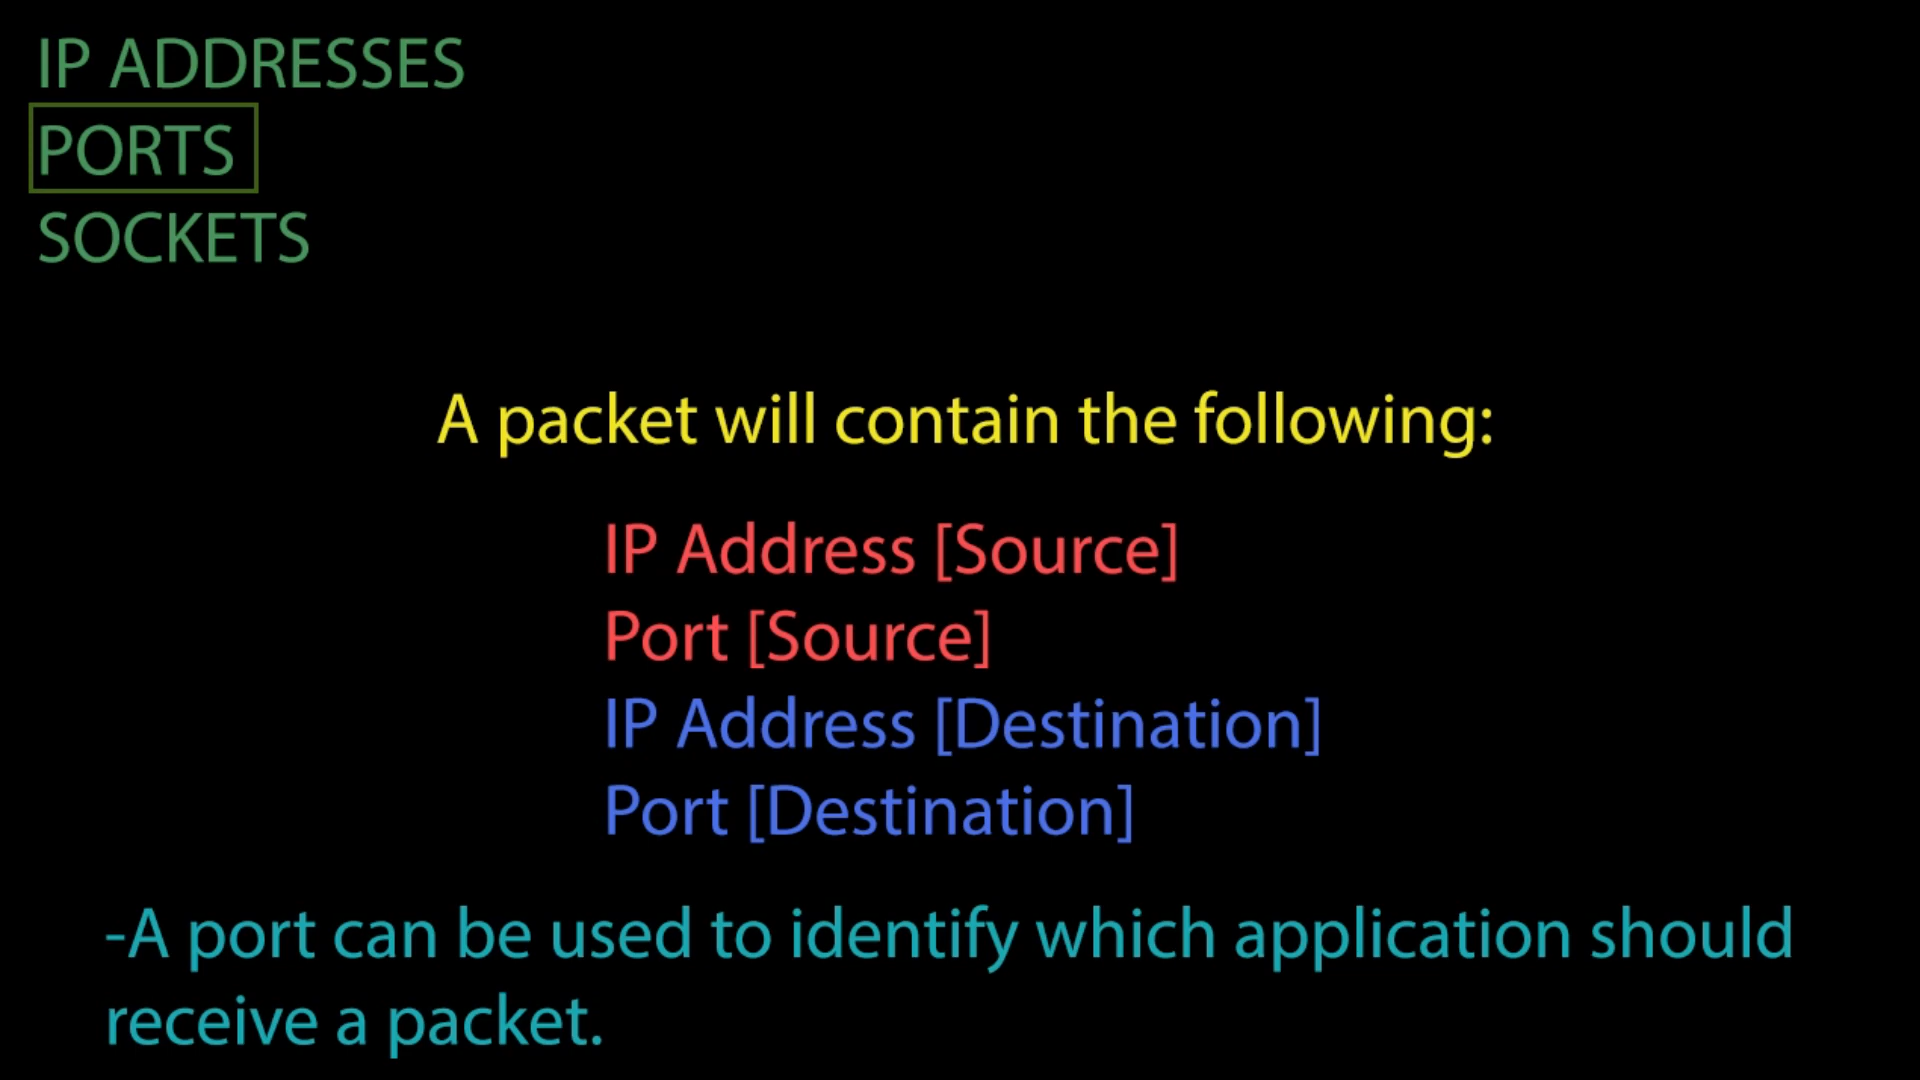 IP ADDRESSES
PORTS
SOCKETS
A packet will contain the following:
IP Address [Source]
Port [Source]
IP Address [Destination]
Port [Destination]
-A port can be used to identify which application should
receive a packet.